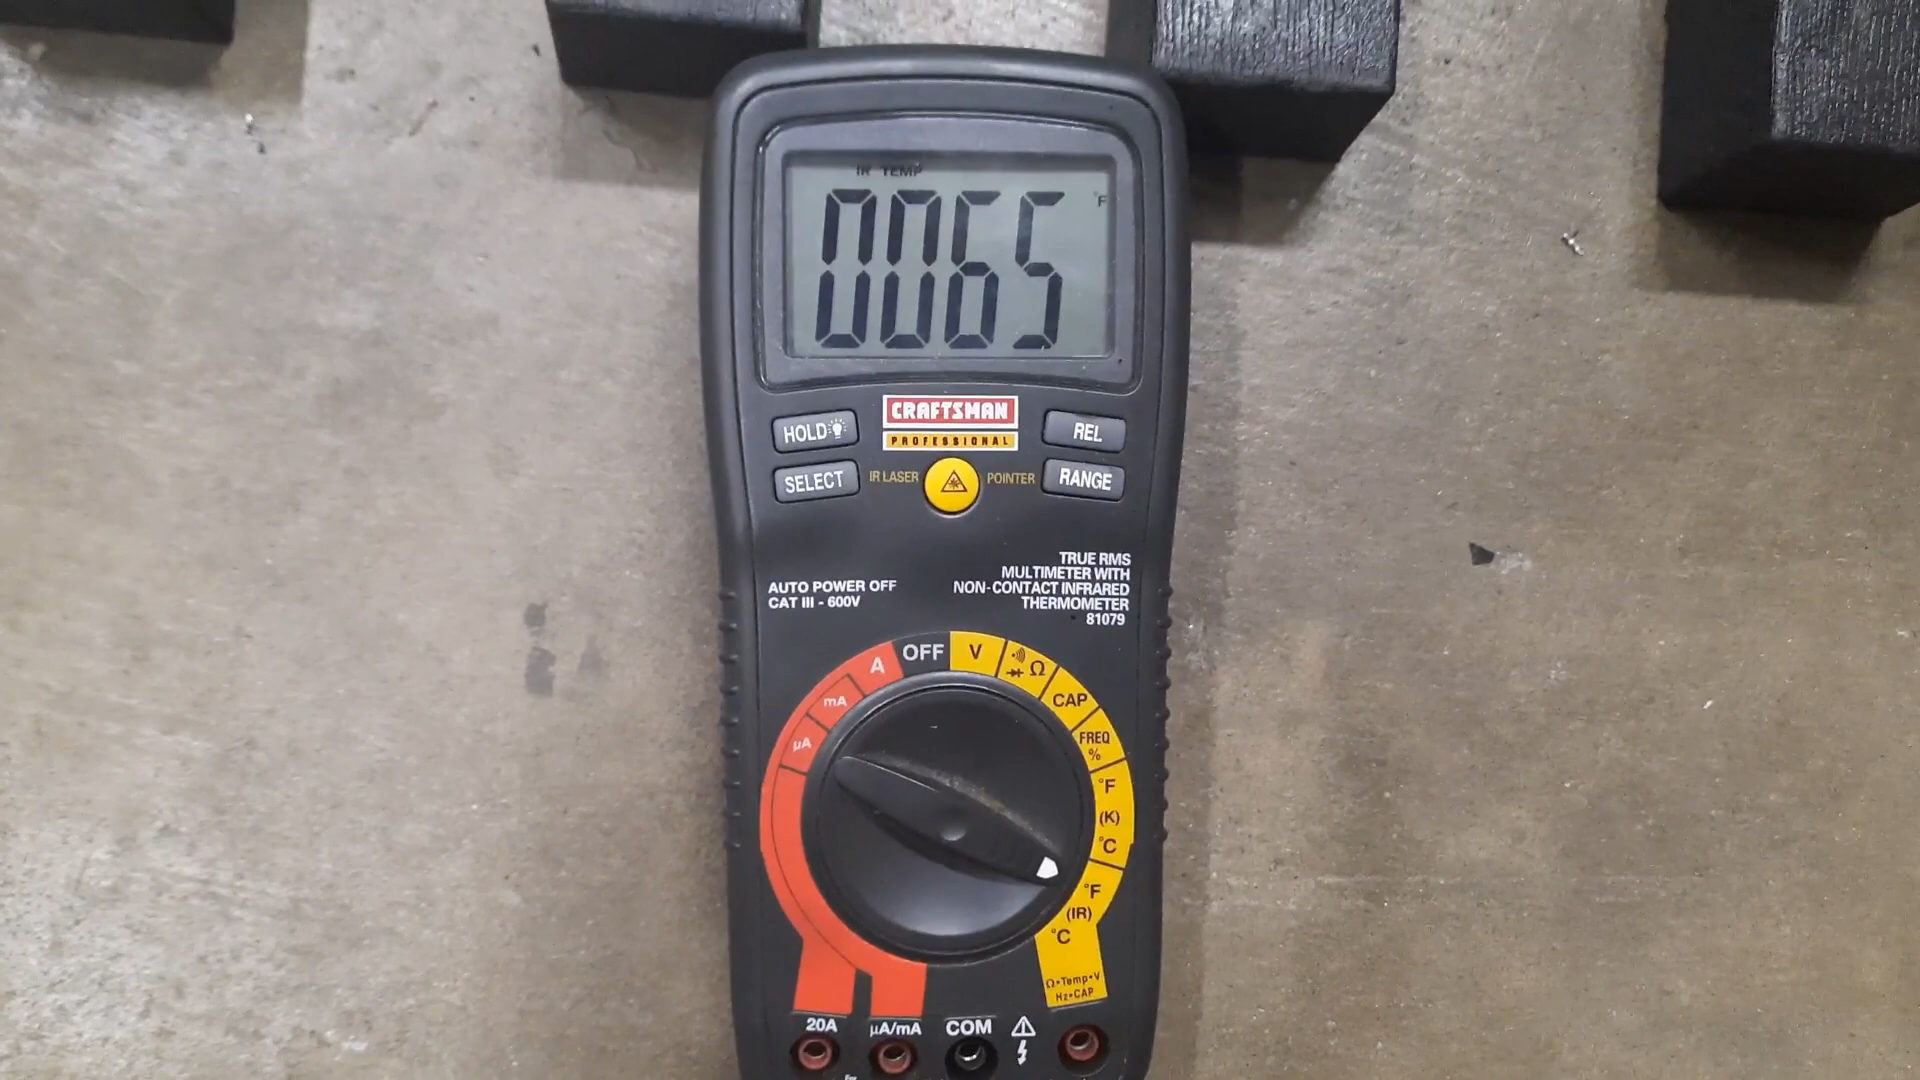 IR TEMP
0065 °F
CRAFTSMAN
PROFESSIONAL
HOLD
REL
SELECT
IR LASER
POINTER
RANGE
AUTO POWER OFF
CAT III - 600V
TRUE RMS
MULTIMETER WITH
NON-CONTACT INFRARED
THERMOMETER
81079
OFF
V
Ω
CAP
FREQ
%
°F
(K)
°C
°F
(IR)
°C
A
mA
µA
Ω•Temp•V
Hz•CAP
20A
µA/mA
COM